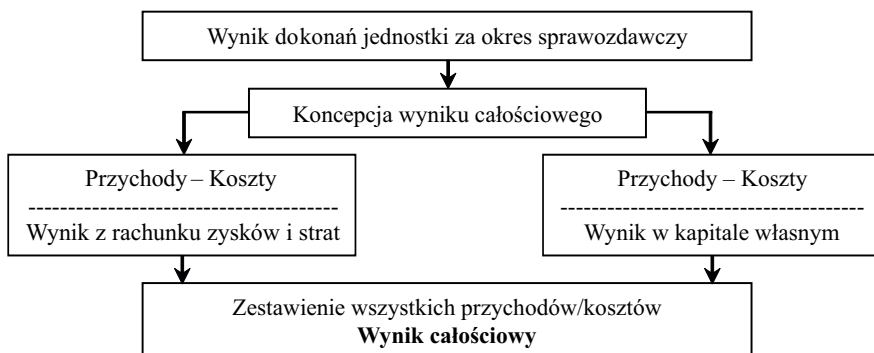 Wynik dokonań jednostki za okres sprawozdawczy
Koncepcja wyniku całościowego
Przychody – Koszty
Wynik z rachunku zysków i strat
Przychody – Koszty
Wynik w kapitale własnym
Zestawienie wszystkich przychodów/kosztów
Wynik całościowy